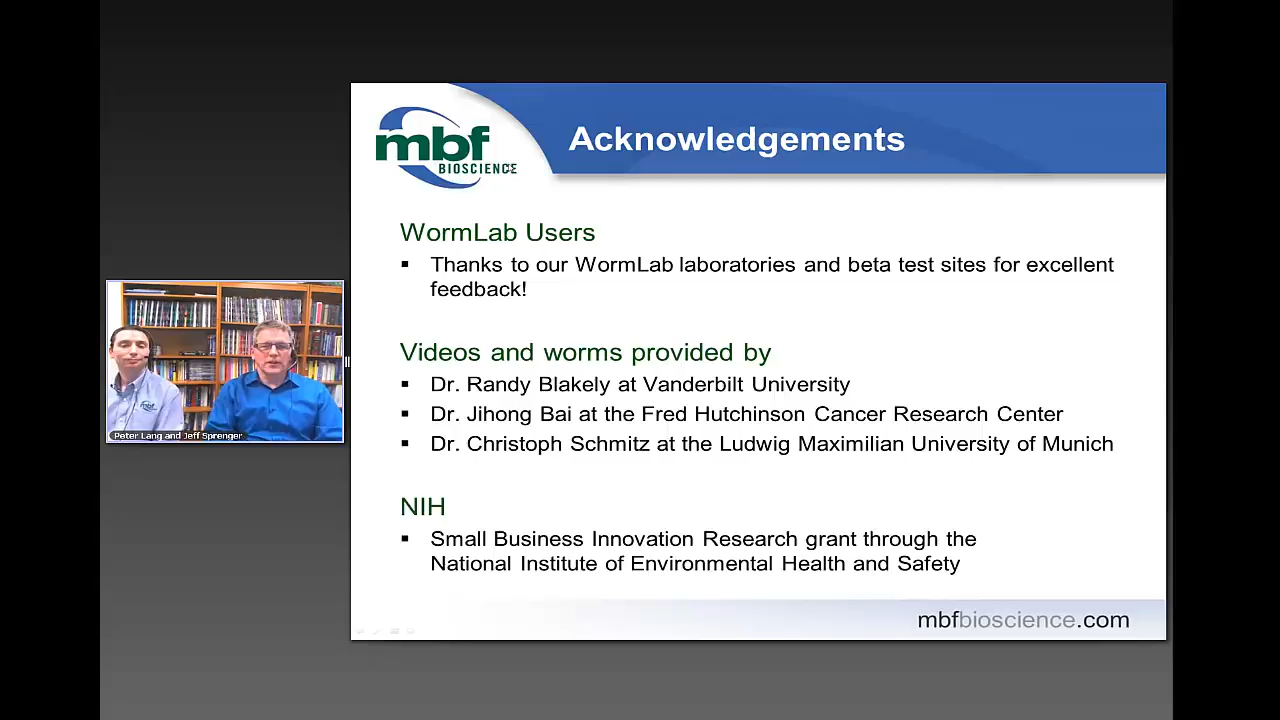 mbf
BIOSCIENCE
Acknowledgements
WormLab Users
▪ Thanks to our WormLab laboratories and beta test sites for excellent
feedback!
Videos and worms provided by
▪ Dr. Randy Blakely at Vanderbilt University
▪ Dr. Jihong Bai at the Fred Hutchinson Cancer Research Center
▪ Dr. Christoph Schmitz at the Ludwig Maximilian University of Munich
NIH
▪ Small Business Innovation Research grant through the
National Institute of Environmental Health and Safety
mbfbioscience.com
mbf
Peter Lang and Jeff Sprenger